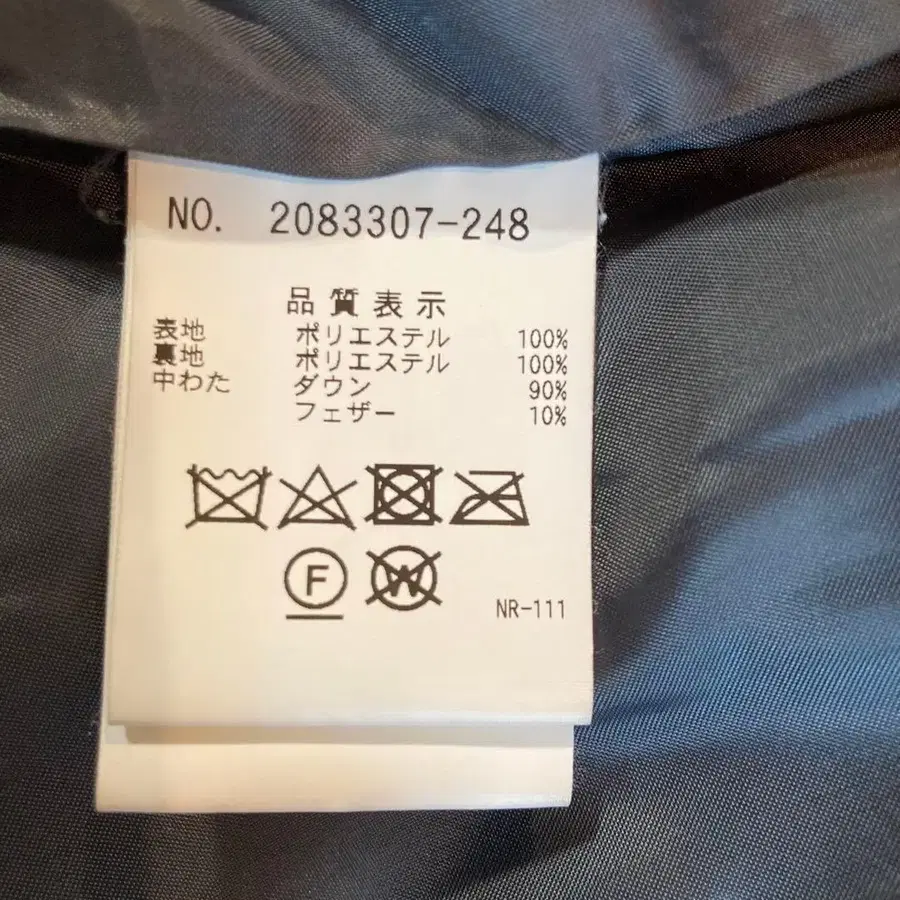 NO. 2083307-248
品質表示
表地 ポリエステル 100%
裏地 ポリエステル 100%
中わた ダウン 90%
フェザー 10%
F W
NR-111